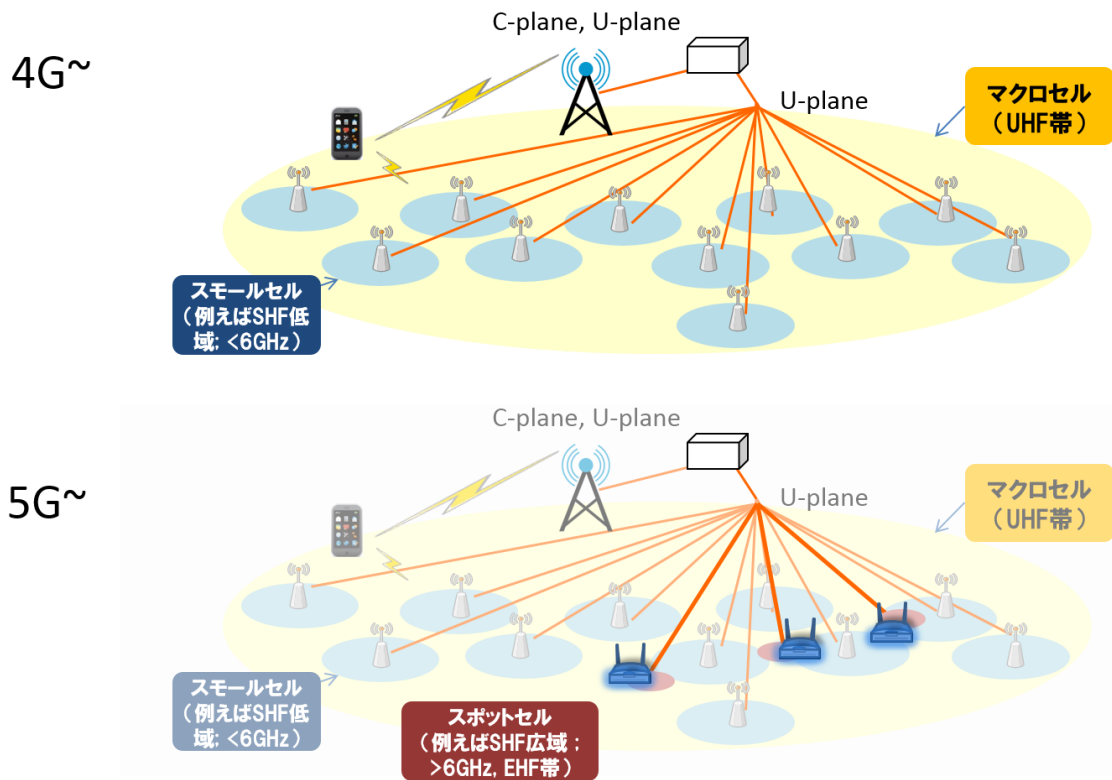 C-plane, U-plane
4G~
U-plane
マクロセル
（UHF帯）
スモールセル
（例えばSHF低
域; <6GHz）
C-plane, U-plane
5G~
U-plane
マクロセル
（UHF帯）
スモールセル
（例えばSHF低
域; <6GHz）
スポットセル
（例えばSHF広域；
>6GHz, EHF帯）